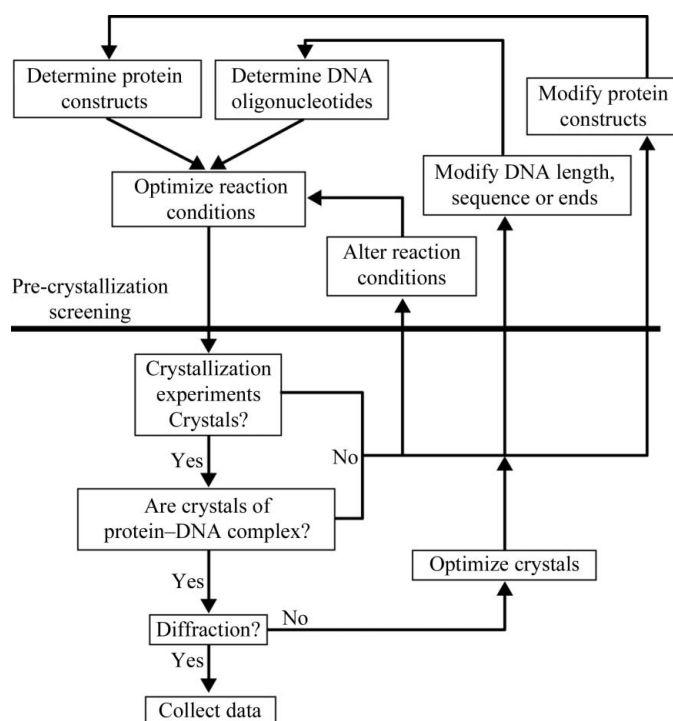 Determine protein
constructs
Determine DNA
oligonucleotides
Modify protein
constructs
Optimize reaction
conditions
Modify DNA length,
sequence or ends
Alter reaction
conditions
Pre-crystallization
screening
Crystallization
experiments
Crystals?
Yes
No
Are crystals of
protein–DNA complex?
Yes
Optimize crystals
Diffraction?
No
Yes
Collect data